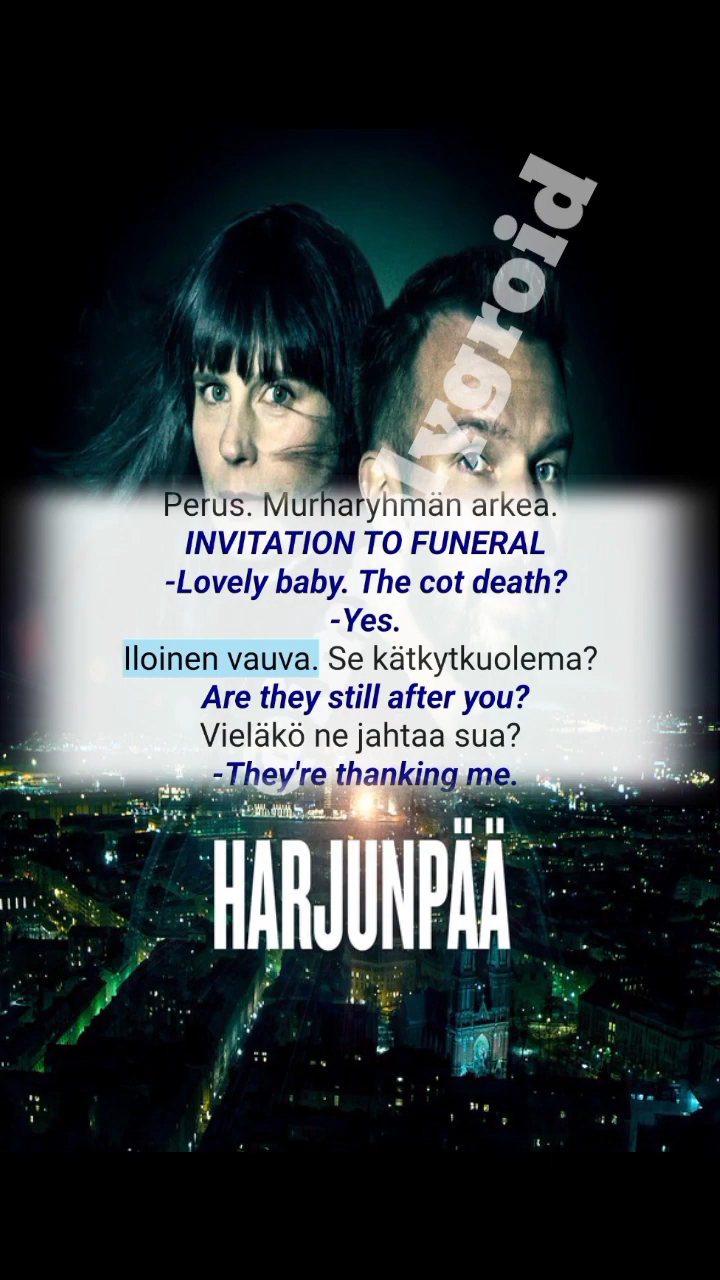 lygroid
Perus. Murharyhmän arkea.
INVITATION TO FUNERAL
-Lovely baby. The cot death?
-Yes.
Iloinen vauva. Se kätkytkuolema?
Are they still after you?
Vieläkö ne jahtaa sua?
-They're thanking me.
HARJUNPÄÄ